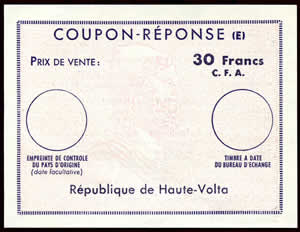 COUPON-RÉPONSE (E)
PRIX DE VENTE: 30 Francs
C. F. A.
EMPREINTE DE CONTROLE
DU PAYS D'ORIGINE
(date facultative)
TIMBRE A DATE
DU BUREAU D'ECHANGE
République de Haute-Volta